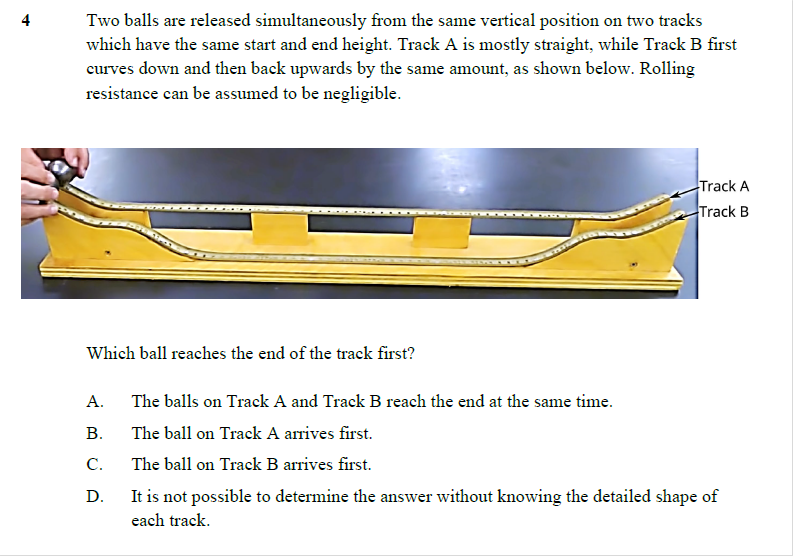 4 Two balls are released simultaneously from the same vertical position on two tracks
which have the same start and end height. Track A is mostly straight, while Track B first
curves down and then back upwards by the same amount, as shown below. Rolling
resistance can be assumed to be negligible.
Track A
Track B
Which ball reaches the end of the track first?
A. The balls on Track A and Track B reach the end at the same time.
B. The ball on Track A arrives first.
C. The ball on Track B arrives first.
D. It is not possible to determine the answer without knowing the detailed shape of
each track.